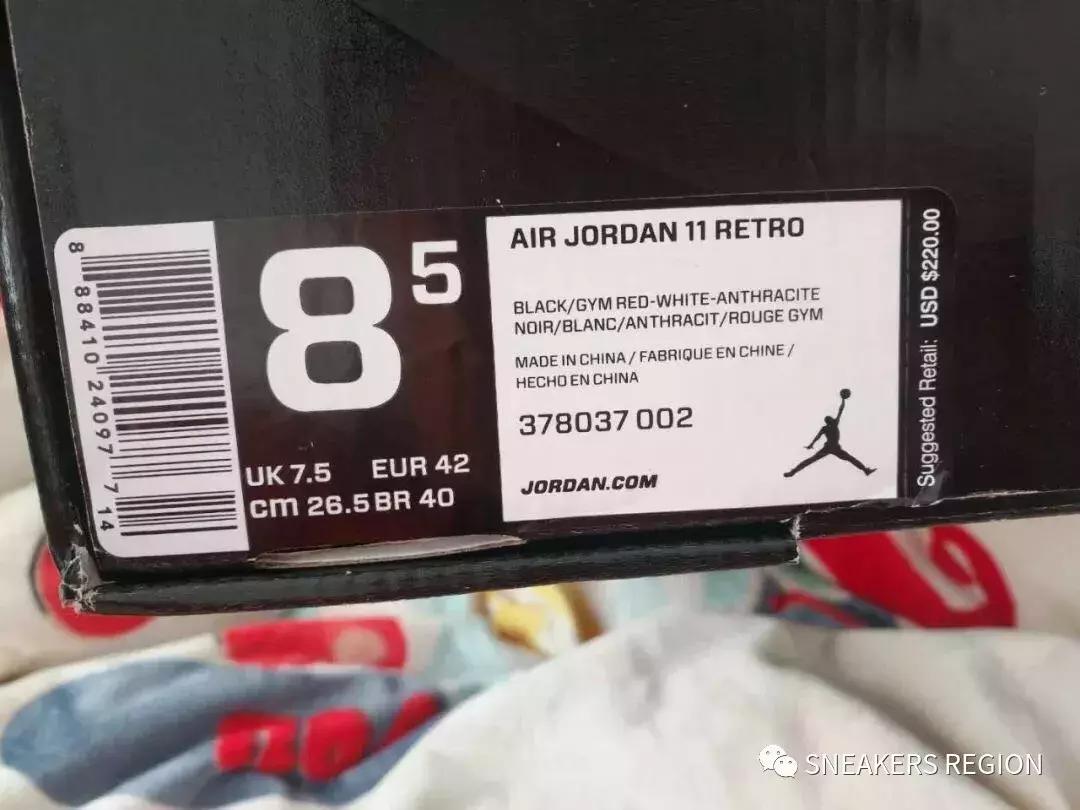 8 88410 24097 7 14
8 5
UK 7.5 EUR 42
cm 26.5 BR 40
AIR JORDAN 11 RETRO
BLACK/GYM RED-WHITE-ANTHRACITE
NOIR/BLANC/ANTHRACIT/ROUGE GYM
MADE IN CHINA / FABRIQUE EN CHINE /
HECHO EN CHINA
378037 002
JORDAN.COM
Suggested Retail: USD $220.00
SNEAKERS REGION